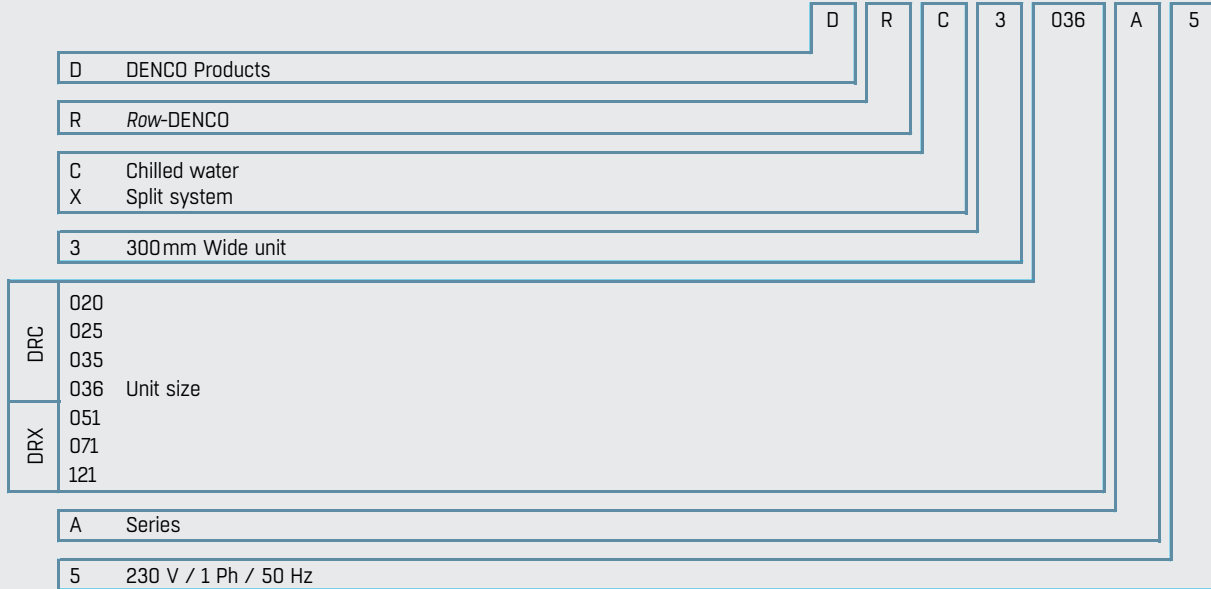 D R C 3 036 A 5
D DENCO Products
R Row-DENCO
C Chilled water
X Split system
3 300mm Wide unit
DRC
020
025
035
036 Unit size
DRX
051
071
121
A Series
5 230 V / 1 Ph / 50 Hz